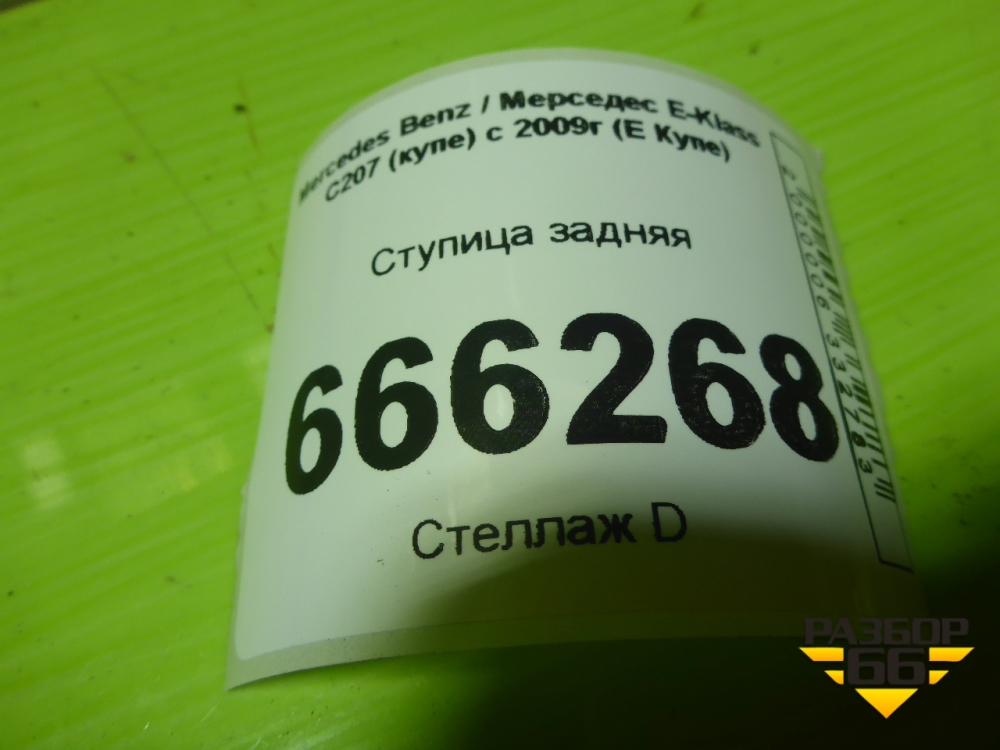 Mercedes Benz / Мерседес E-Klass
C207 (купе) с 2009г (Е Купе)
Ступица задняя
666268
Стеллаж D
РАЗБОР
66